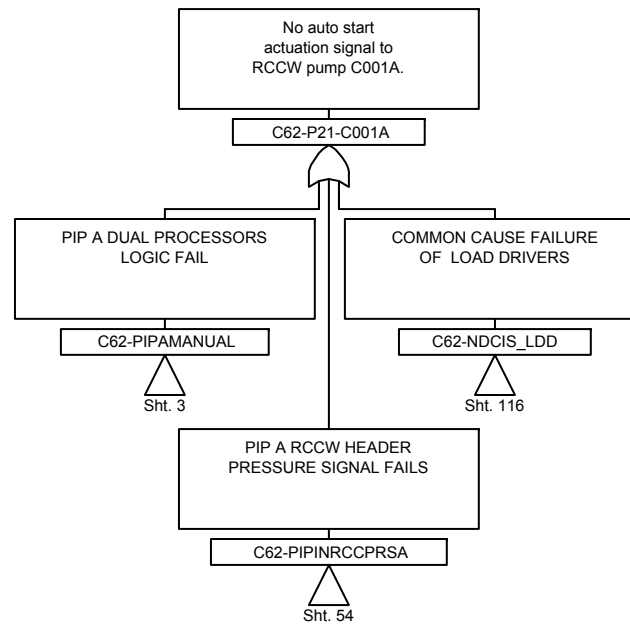 No auto start
actuation signal to
RCCW pump C001A.
C62-P21-C001A
PIP A DUAL PROCESSORS
LOGIC FAIL
C62-PIPAMANUAL
Sht. 3
COMMON CAUSE FAILURE
OF LOAD DRIVERS
C62-NDCIS_LDD
Sht. 116
PIP A RCCW HEADER
PRESSURE SIGNAL FAILS
C62-PIPINRCCPRSA
Sht. 54